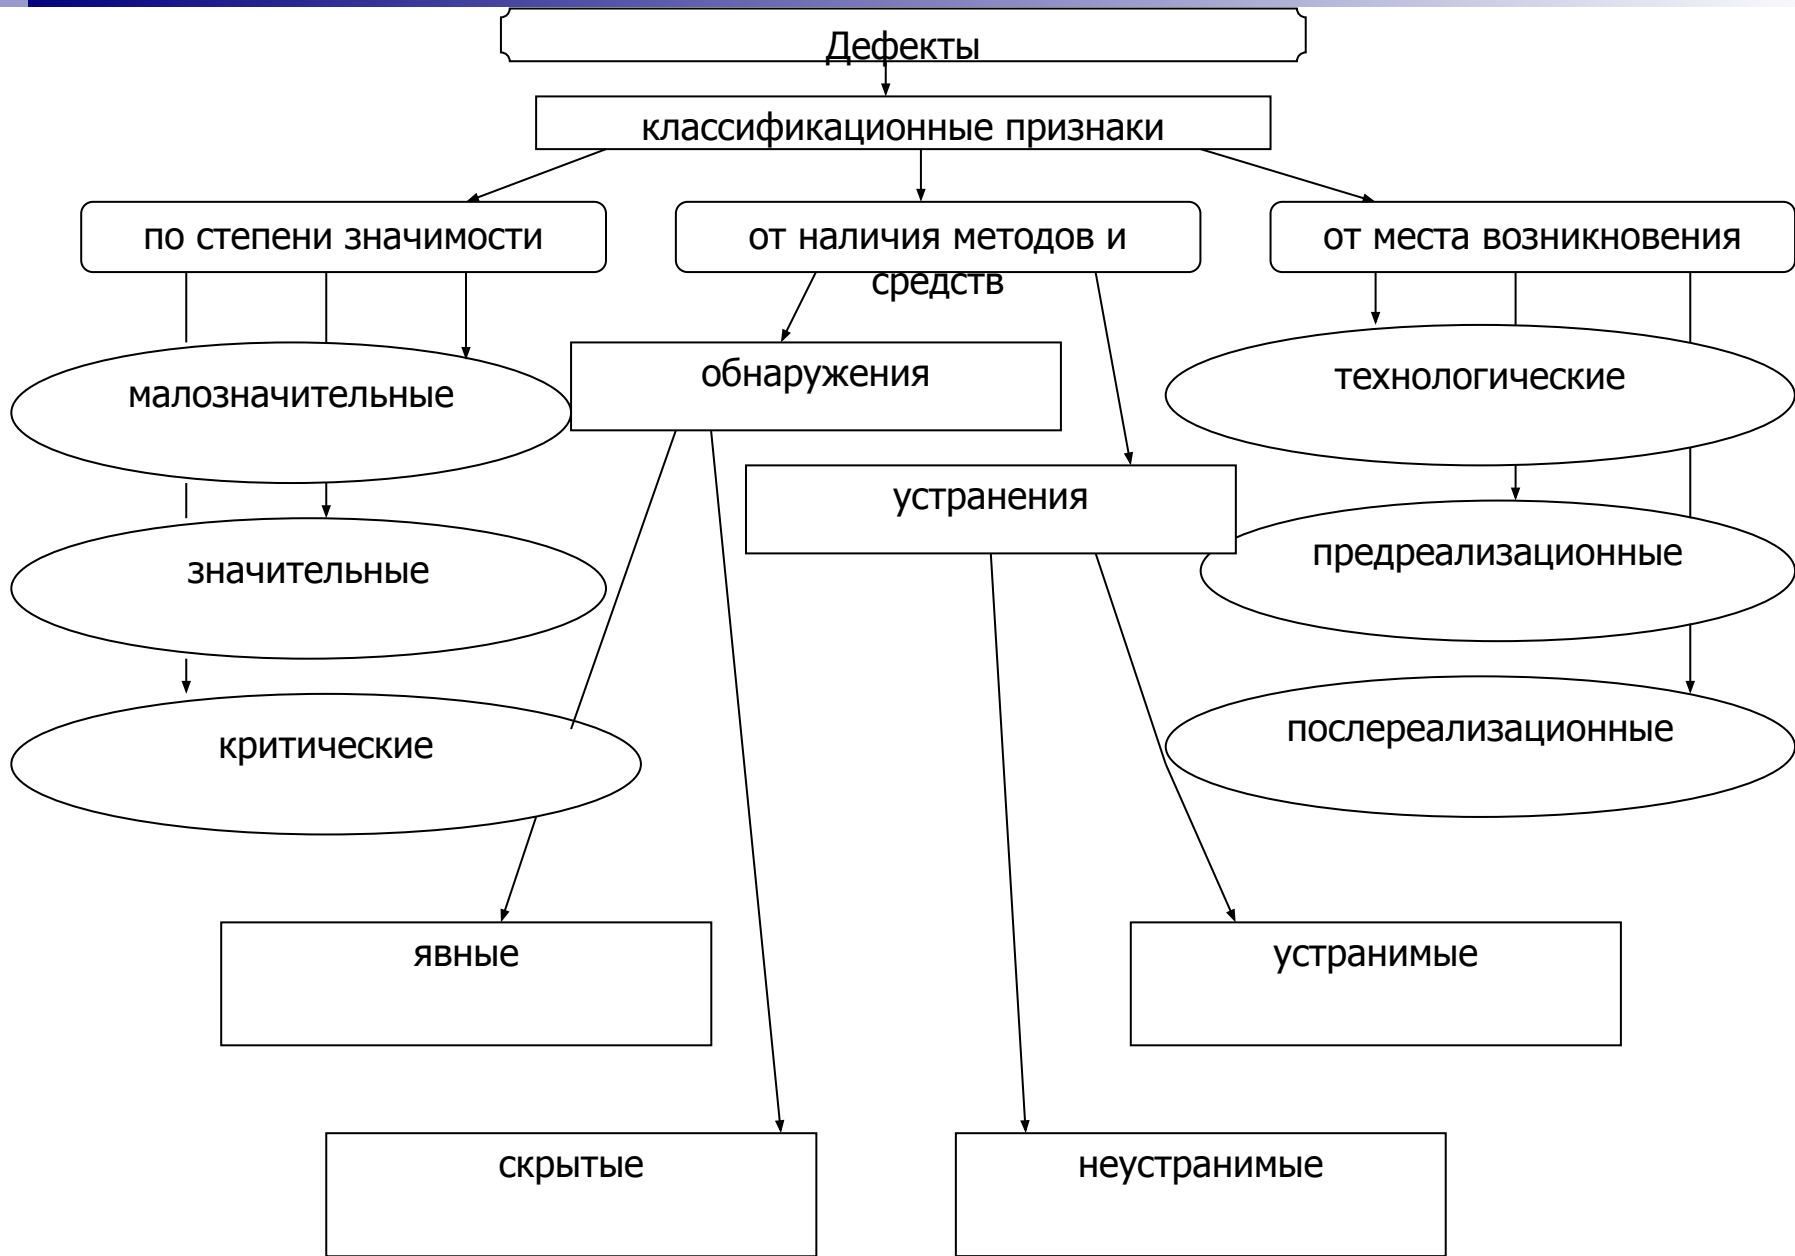 Дефекты
классификационные признаки
по степени значимости
от наличия методов и
средств
от места возникновения
малозначительные
обнаружения
технологические
устранения
значительные
предреализационные
критические
послереализационные
явные
устранимые
скрытые
неустранимые